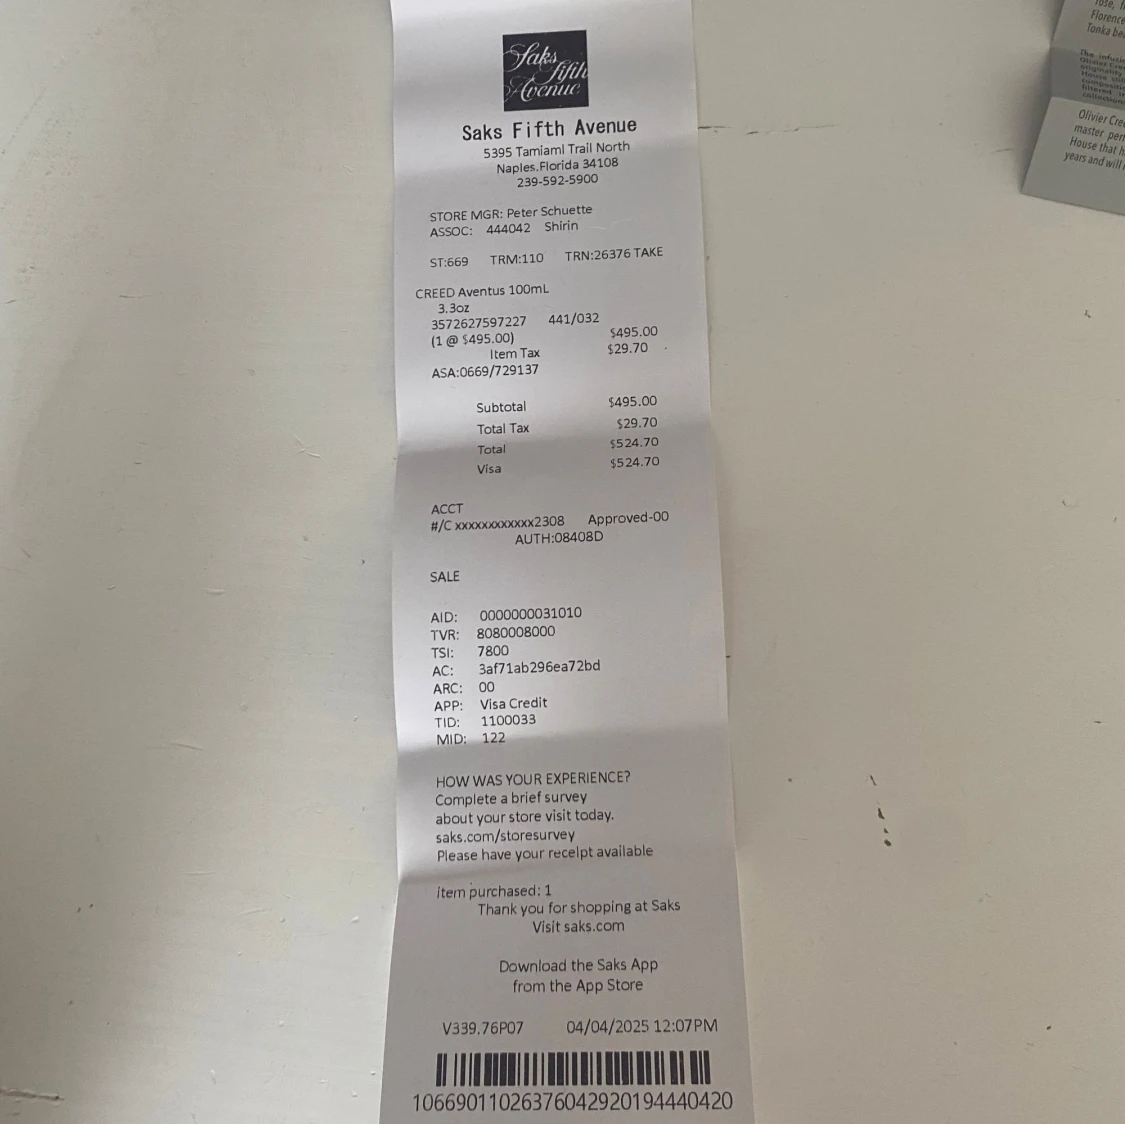 Saks
fifth
Avenue
Saks Fifth Avenue
5395 Tamiaml Trail North
Naples.Florida 34108
239-592-5900
STORE MGR: Peter Schuette
ASSOC: 444042 Shirin
ST:669 TRM:110 TRN:26376 TAKE
CREED Aventus 100mL
3.3oz
3572627597227 441/032
(1 @ $495.00) $495.00
Item Tax $29.70
ASA:0669/729137
Subtotal $495.00
Total Tax $29.70
Total $524.70
Visa $524.70
ACCT
#/C xxxxxxxxxxxx2308 Approved-00
AUTH:08408D
SALE
AID: 0000000031010
TVR: 8080008000
TSI: 7800
AC: 3af71ab296ea72bd
ARC: 00
APP: Visa Credit
TID: 1100033
MID: 122
HOW WAS YOUR EXPERIENCE?
Complete a brief survey
about your store visit today.
saks.com/storesurvey
Please have your recelpt available
item purchased: 1
Thank you for shopping at Saks
Visit saks.com
Download the Saks App
from the App Store
V339.76P07 04/04/2025 12:07PM
10669011026376042920194440420
Florence
Tonka
Olivier
master
House that
years and will